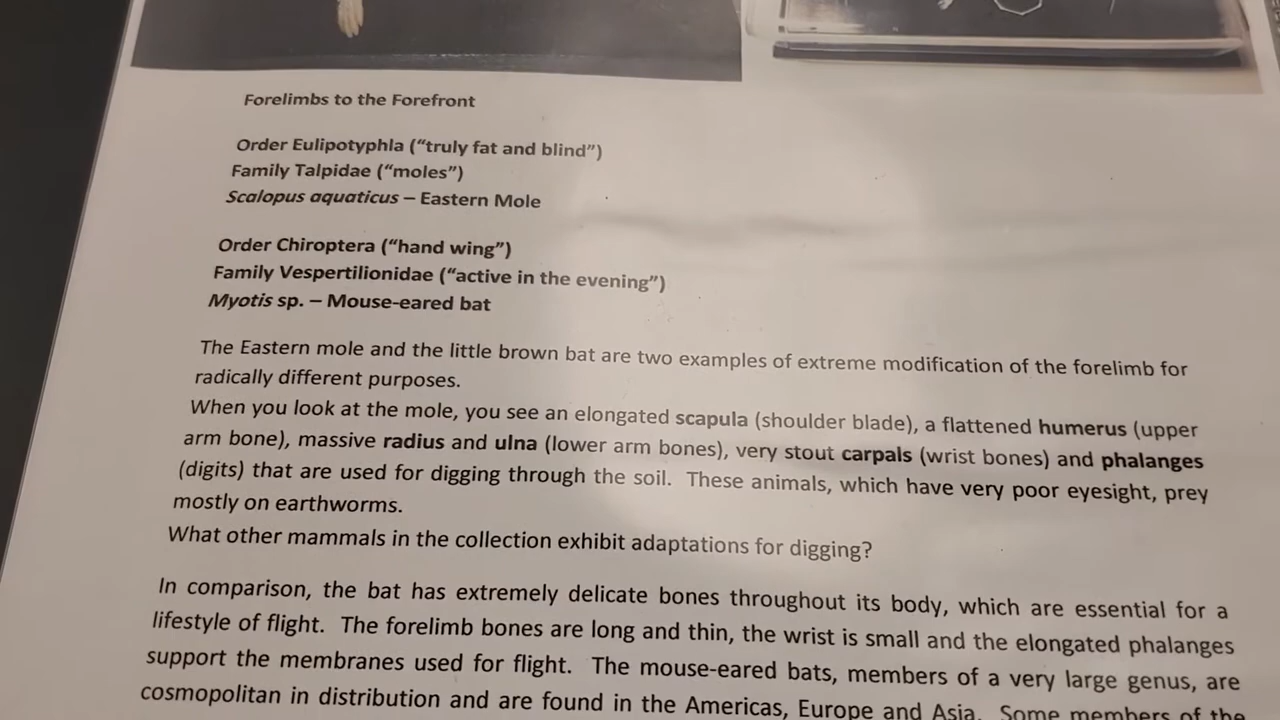 Forelimbs to the Forefront
Order Eulipotyphla (“truly fat and blind”)
Family Talpidae (“moles”)
Scalopus aquaticus – Eastern Mole
Order Chiroptera (“hand wing”)
Family Vespertilionidae (“active in the evening”)
Myotis sp. – Mouse-eared bat
The Eastern mole and the little brown bat are two examples of extreme modification of the forelimb for
radically different purposes.
When you look at the mole, you see an elongated scapula (shoulder blade), a flattened humerus (upper
arm bone), massive radius and ulna (lower arm bones), very stout carpals (wrist bones) and phalanges
(digits) that are used for digging through the soil. These animals, which have very poor eyesight, prey
mostly on earthworms.
What other mammals in the collection exhibit adaptations for digging?
In comparison, the bat has extremely delicate bones throughout its body, which are essential for a
lifestyle of flight. The forelimb bones are long and thin, the wrist is small and the elongated phalanges
support the membranes used for flight. The mouse-eared bats, members of a very large genus, are
cosmopolitan in distribution and are found in the Americas, Europe and Asia. Some members of the